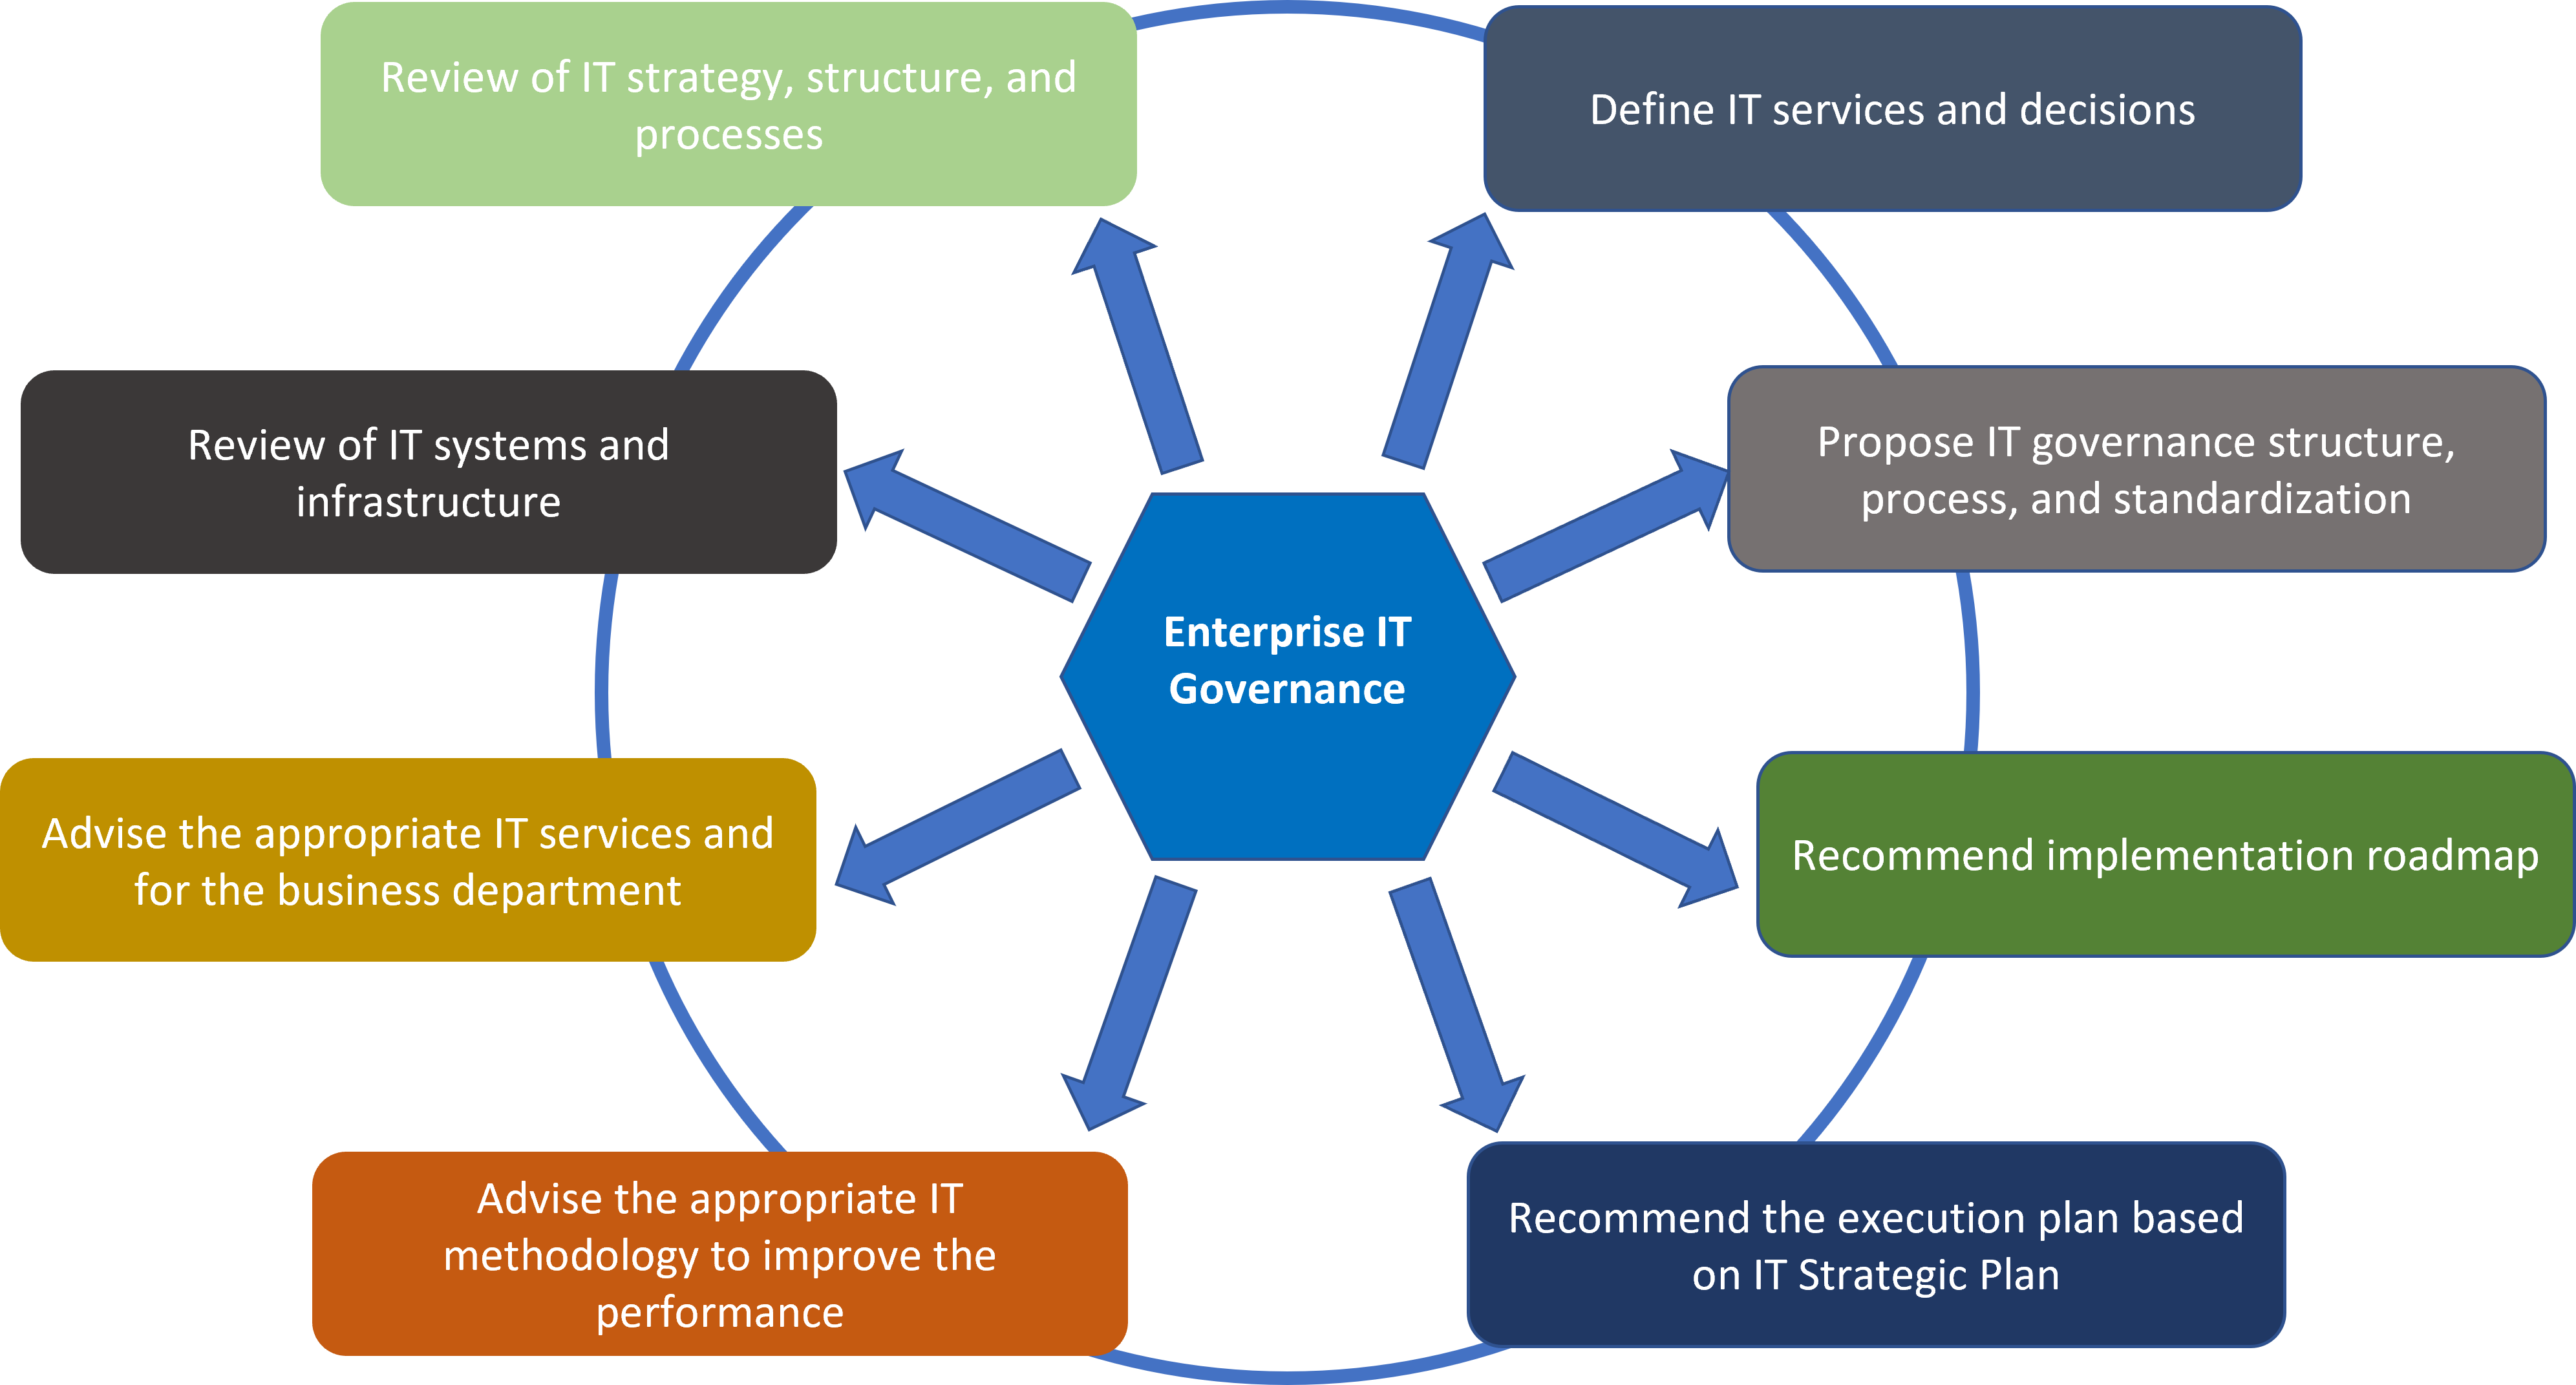 Review of IT strategy, structure, and
processes
Define IT services and decisions
Review of IT systems and
infrastructure
Propose IT governance structure,
process, and standardization
Enterprise IT
Governance
Advise the appropriate IT services and
for the business department
Recommend implementation roadmap
Advise the appropriate IT
methodology to improve the
performance
Recommend the execution plan based
on IT Strategic Plan